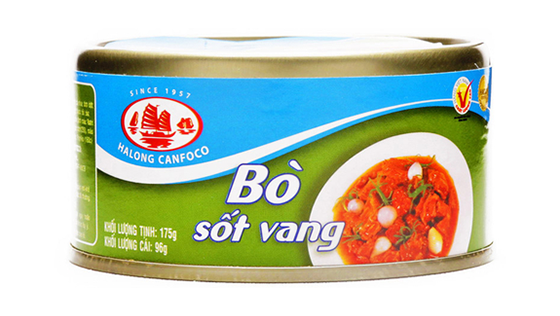 SINCE 1957
HALONG CANFOCO
Bò
sốt vang
KHỐI LƯỢNG TỊNH: 175g
KHỐI LƯỢNG CÁI: 96g